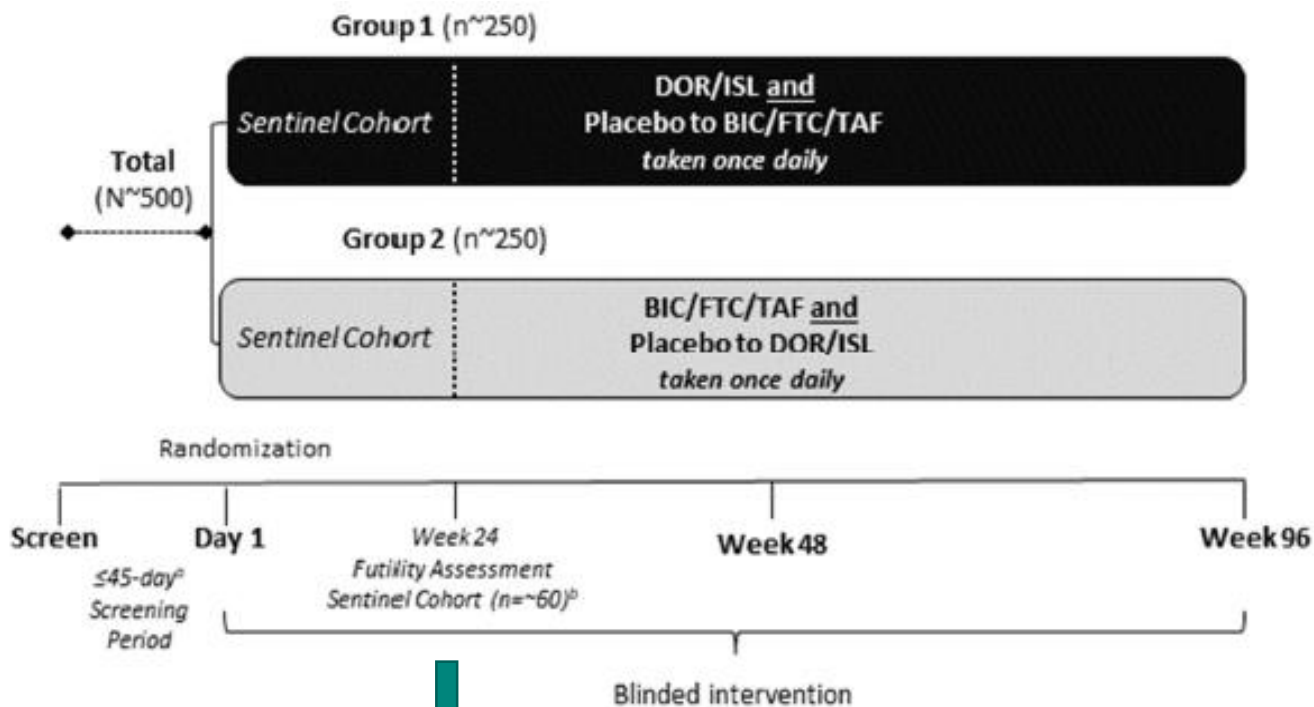 Group 1 (n~250)
DOR/ISL and
Placebo to BIC/FTC/TAF
taken once daily
Sentinel Cohort
Total
(N~500)
Group 2 (n~250)
BIC/FTC/TAF and
Placebo to DOR/ISL
taken once daily
Sentinel Cohort
Randomization
Screen
Day 1
Week 24
Futility Assessment
Sentinel Cohort (n=~60)ᵇ
Week 48
Week 96
≤45-dayᵃ
Screening
Period
Blinded intervention